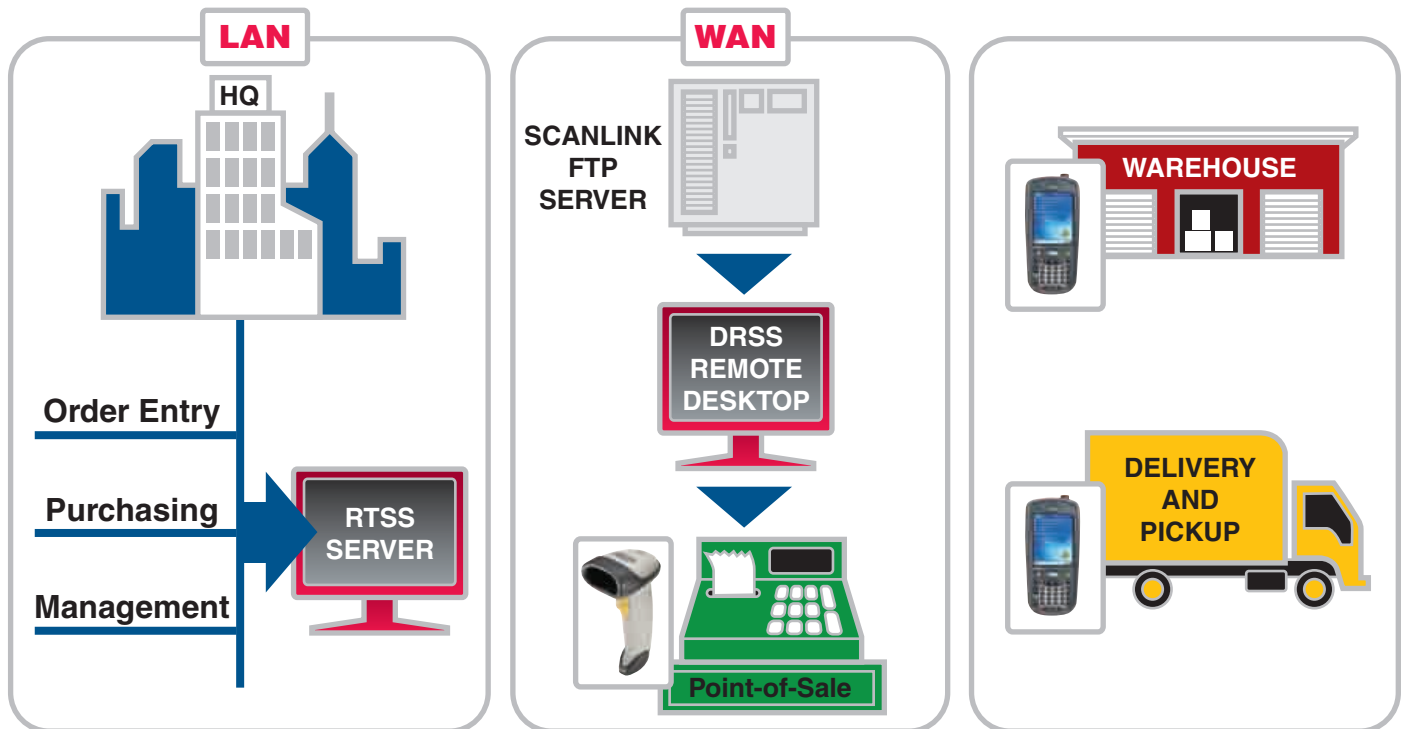 LAN
HQ
Order Entry
Purchasing
Management
RTSS
SERVER
WAN
SCANLINK
FTP
SERVER
DRSS
REMOTE
DESKTOP
Point-of-Sale
WAREHOUSE
DELIVERY
AND
PICKUP